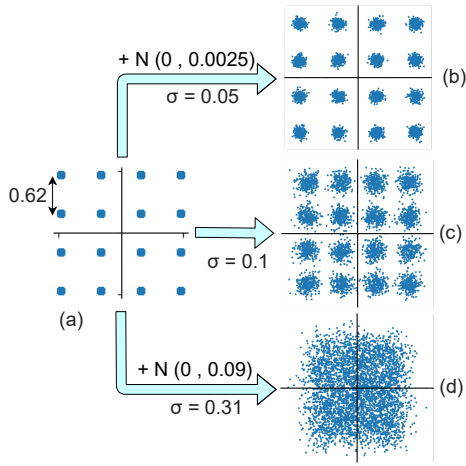 + N (0 , 0.0025)
σ = 0.05
(b)
0.62
(a)
σ = 0.1
(c)
+ N (0 , 0.09)
σ = 0.31
(d)